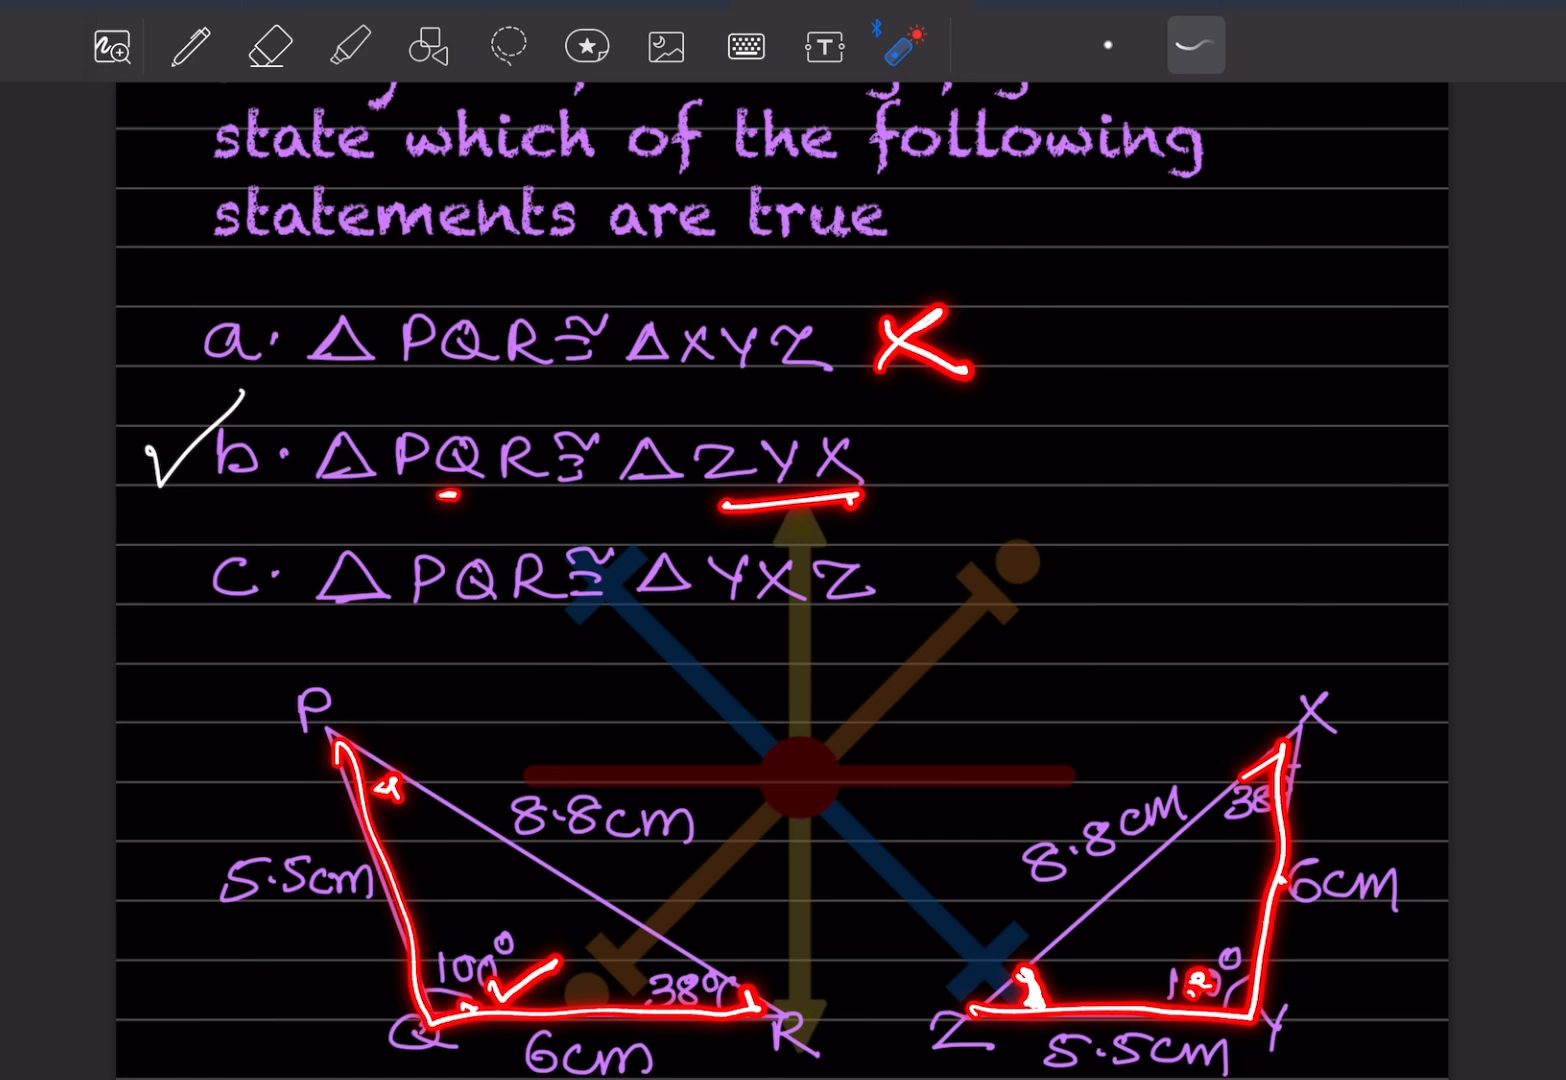 state which of the following
statements are true
a. △ PQR ≅ △ XYZ
b. △ PQR ≅ △ ZYX
c. △ PQR ≅ △ YXZ
P
X
8.8cm
8.8cm
38
5.5cm
6cm
100°
38°
Q
R
Z
Y
6cm
5.5cm